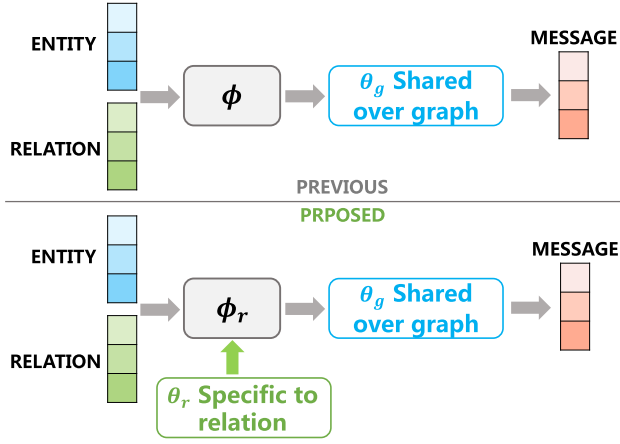 ENTITY
MESSAGE
ϕ
θg Shared
over graph
RELATION
PREVIOUS
PRPOSED
ENTITY
MESSAGE
ϕr
θg Shared
over graph
RELATION
θr Specific to
relation